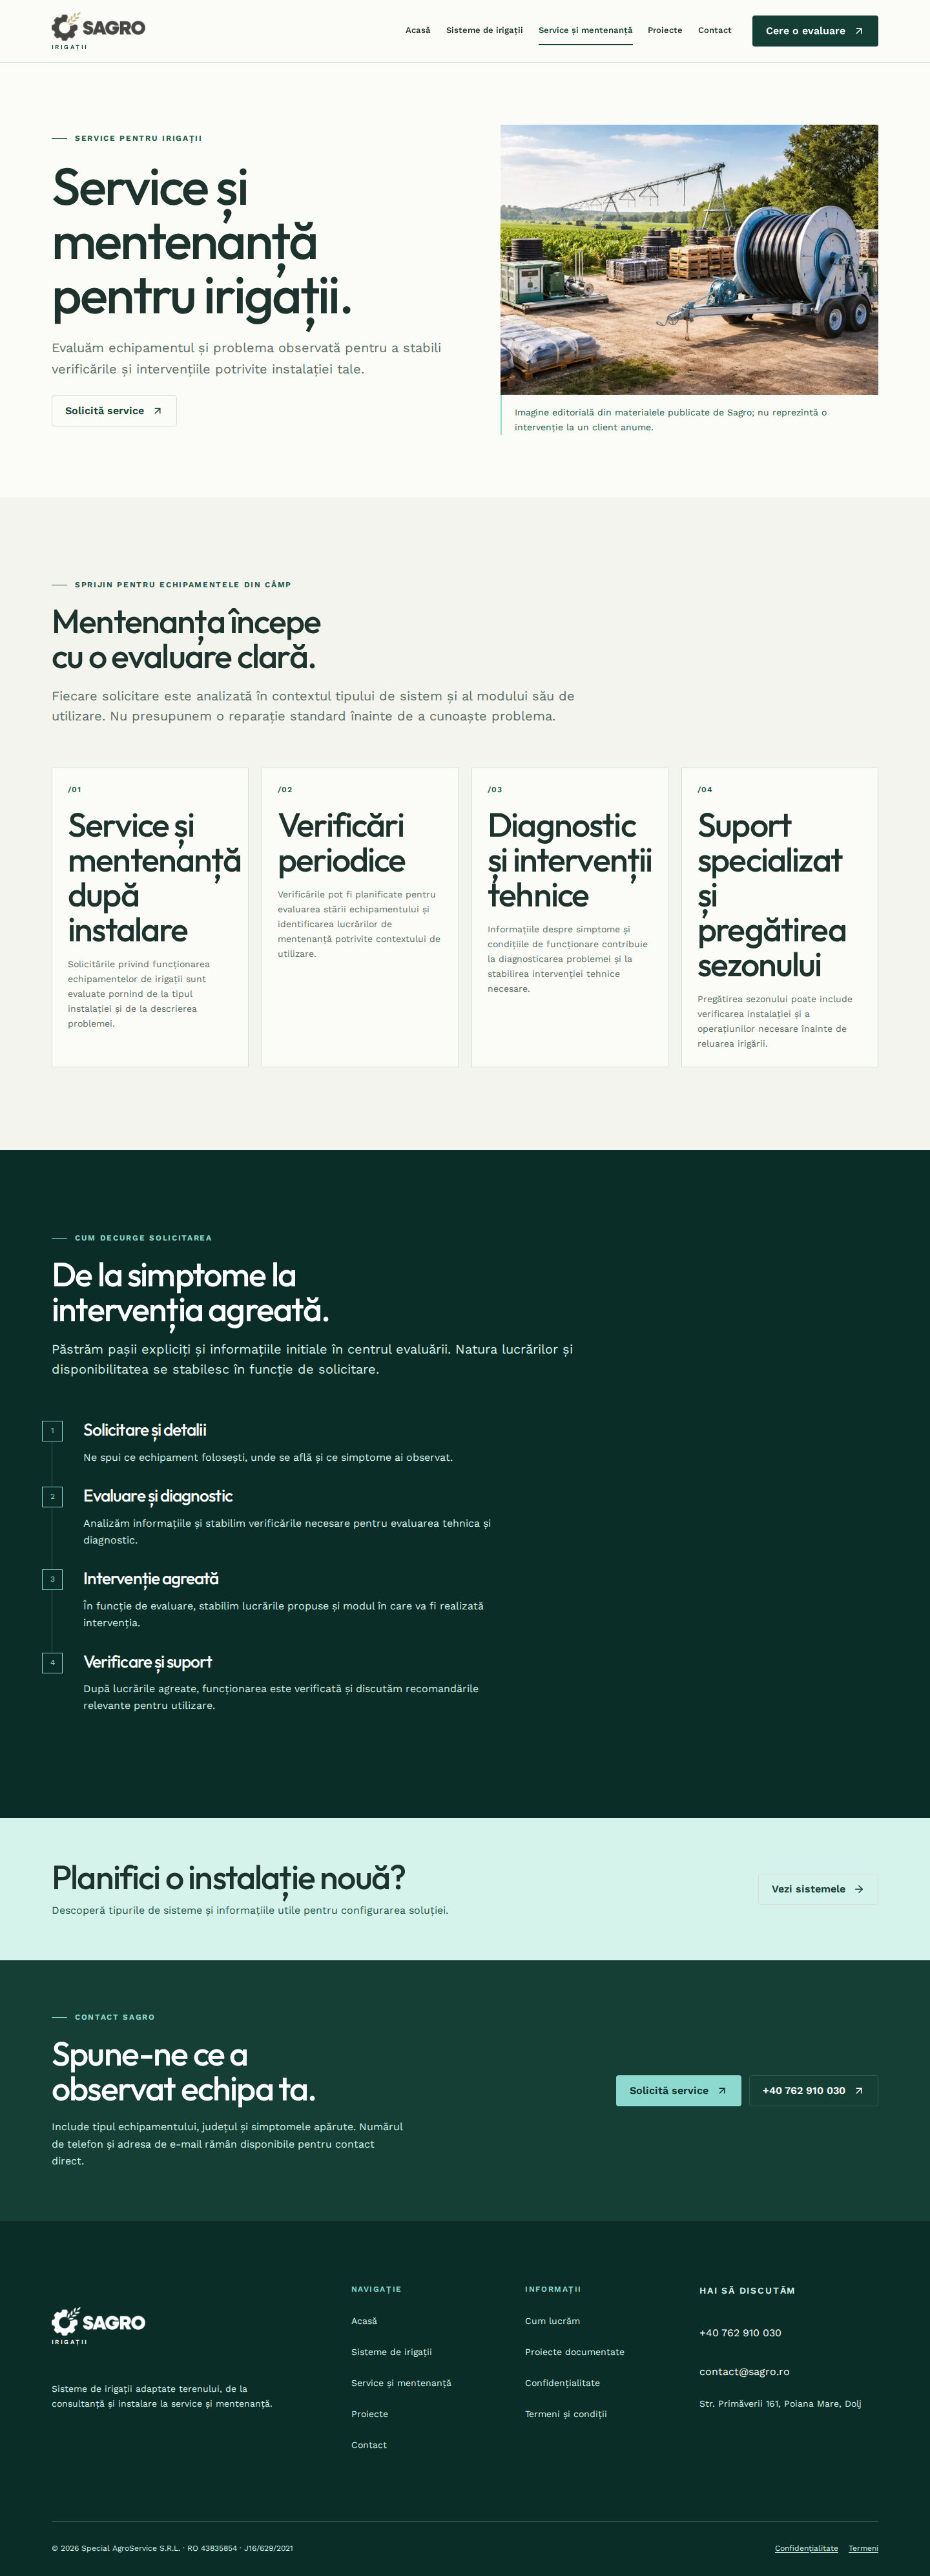 SAGRO
IRIGAȚII
Acasă
Sisteme de irigații
Service și mentenanță
Proiecte
Contact
Cere o evaluare
SERVICE PENTRU IRIGAȚII
Service și
mentenanță
pentru irigații.
Evaluăm echipamentul și problema observată pentru a stabili
verificările și intervențiile potrivite instalației tale.
Solicită service
Imagine editorială din materialele publicate de Sagro; nu reprezintă o
intervenție la un client anume.
SPRIJIN PENTRU ECHIPAMENTELE DIN CÂMP
Mentenanța începe
cu o evaluare clară.
Fiecare solicitare este analizată în contextul tipului de sistem și al modului său de
utilizare. Nu presupunem o reparație standard înainte de a cunoaște problema.
/01
Service și
mentenanță
după
instalare
Solicitările privind funcționarea
echipamentelor de irigații sunt
evaluate pornind de la tipul
instalației și de la descrierea
problemei.
/02
Verificări
periodice
Verificările pot fi planificate pentru
evaluarea stării echipamentului și
identificarea lucrărilor de
mentenanță potrivite contextului de
utilizare.
/03
Diagnostic
și intervenții
tehnice
Informațiile despre simptome și
condițiile de funcționare contribuie
la diagnosticarea problemei și la
stabilirea intervenției tehnice
necesare.
/04
Suport
specializat
și
pregătirea
sezonului
Pregătirea sezonului poate include
verificarea instalației și a
operațiunilor necesare înainte de
reluarea irigării.
CUM DECURGE SOLICITAREA
De la simptome la
intervenția agreată.
Păstrăm pașii expliciți și informațiile inițiale în centrul evaluării. Natura lucrărilor și
disponibilitatea se stabilesc în funcție de solicitare.
1
Solicitare și detalii
Ne spui ce echipament folosești, unde se află și ce simptome ai observat.
2
Evaluare și diagnostic
Analizăm informațiile și stabilim verificările necesare pentru evaluarea tehnica și
diagnostic.
3
Intervenție agreată
În funcție de evaluare, stabilim lucrările propuse și modul în care va fi realizată
intervenția.
4
Verificare și suport
După lucrările agreate, funcționarea este verificată și discutăm recomandările
relevante pentru utilizare.
Planifici o instalație nouă?
Descoperă tipurile de sisteme și informațiile utile pentru configurarea soluției.
Vezi sistemele
CONTACT SAGRO
Spune-ne ce a
observat echipa ta.
Include tipul echipamentului, județul și simptomele apărute. Numărul
de telefon și adresa de e-mail rămân disponibile pentru contact
direct.
Solicită service
+40 762 910 030
SAGRO
IRIGAȚII
Sisteme de irigații adaptate terenului, de la
consultanță și instalare la service și mentenanță.
NAVIGAȚIE
Acasă
Sisteme de irigații
Service și mentenanță
Proiecte
Contact
INFORMAȚII
Cum lucrăm
Proiecte documentate
Confidențialitate
Termeni și condiții
HAI SĂ DISCUTĂM
+40 762 910 030
contact@sagro.ro
Str. Primăverii 161, Poiana Mare, Dolj
© 2026 Special AgroService S.R.L. · RO 43835854 · J16/629/2021
Confidențialitate
Termeni